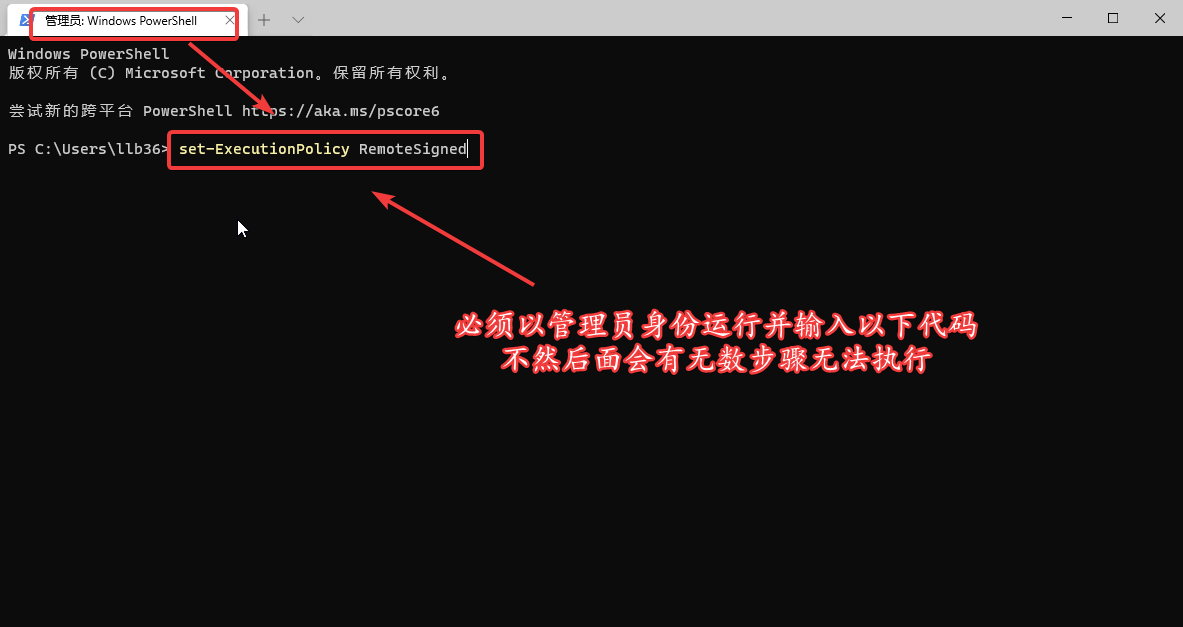 管理员: Windows PowerShell
Windows PowerShell
版权所有 (C) Microsoft Corporation。保留所有权利。
尝试新的跨平台 PowerShell https://aka.ms/pscore6
PS C:\Users\llb36> set-ExecutionPolicy RemoteSigned
必须以管理员身份运行并输入以下代码
不然后面会有无数步骤无法执行